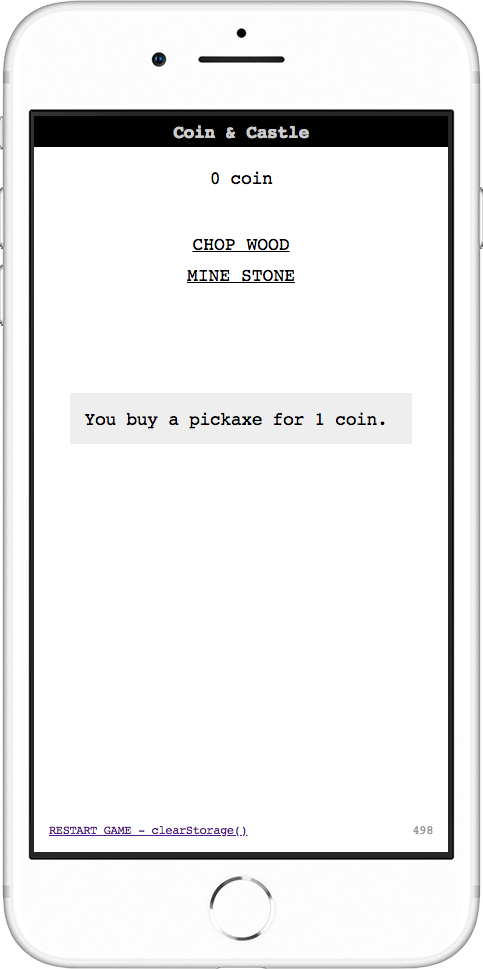 Coin & Castle
0 coin
CHOP WOOD
MINE STONE
You buy a pickaxe for 1 coin.
RESTART GAME - clearStorage() 498